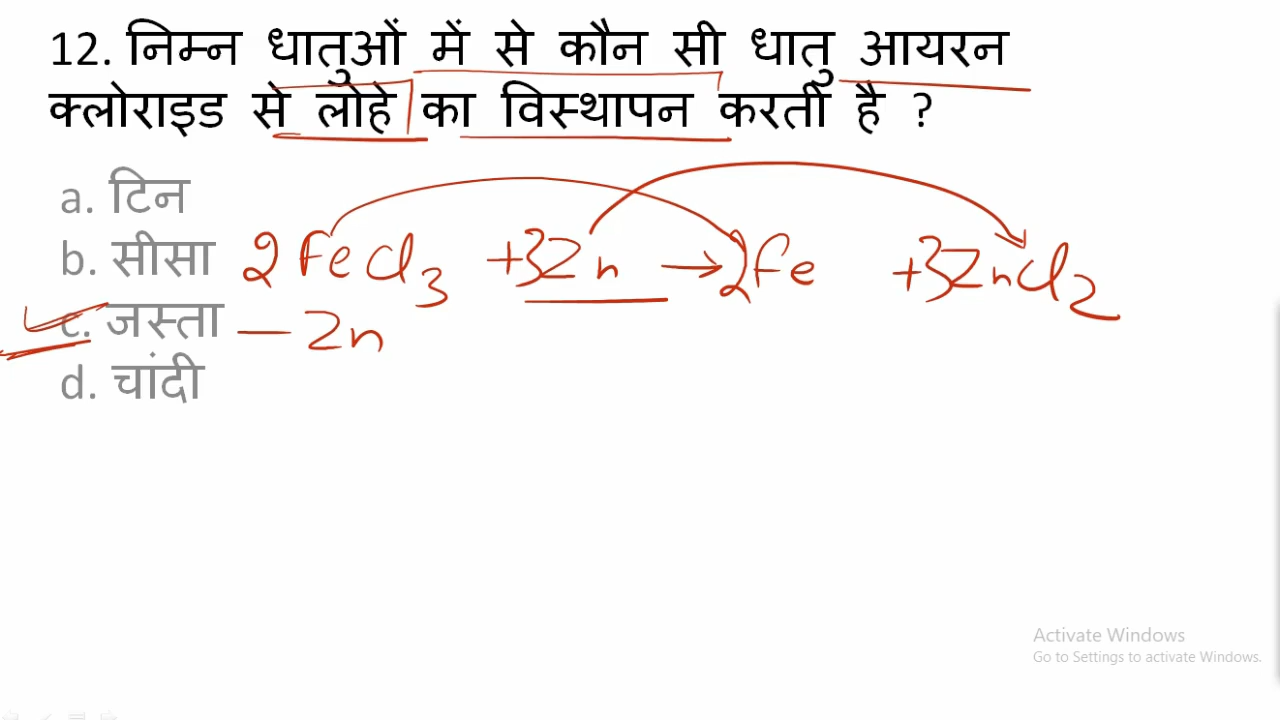 12. निम्न धातुओं में से कौन सी धातु आयरन
क्लोराइड से लोहे का विस्थापन करती है ?
a. टिन
b. सीसा
2FeCl3 +3Zn → 2Fe +3ZnCl2
c. जस्ता – Zn
d. चांदी
Activate Windows
Go to Settings to activate Windows.